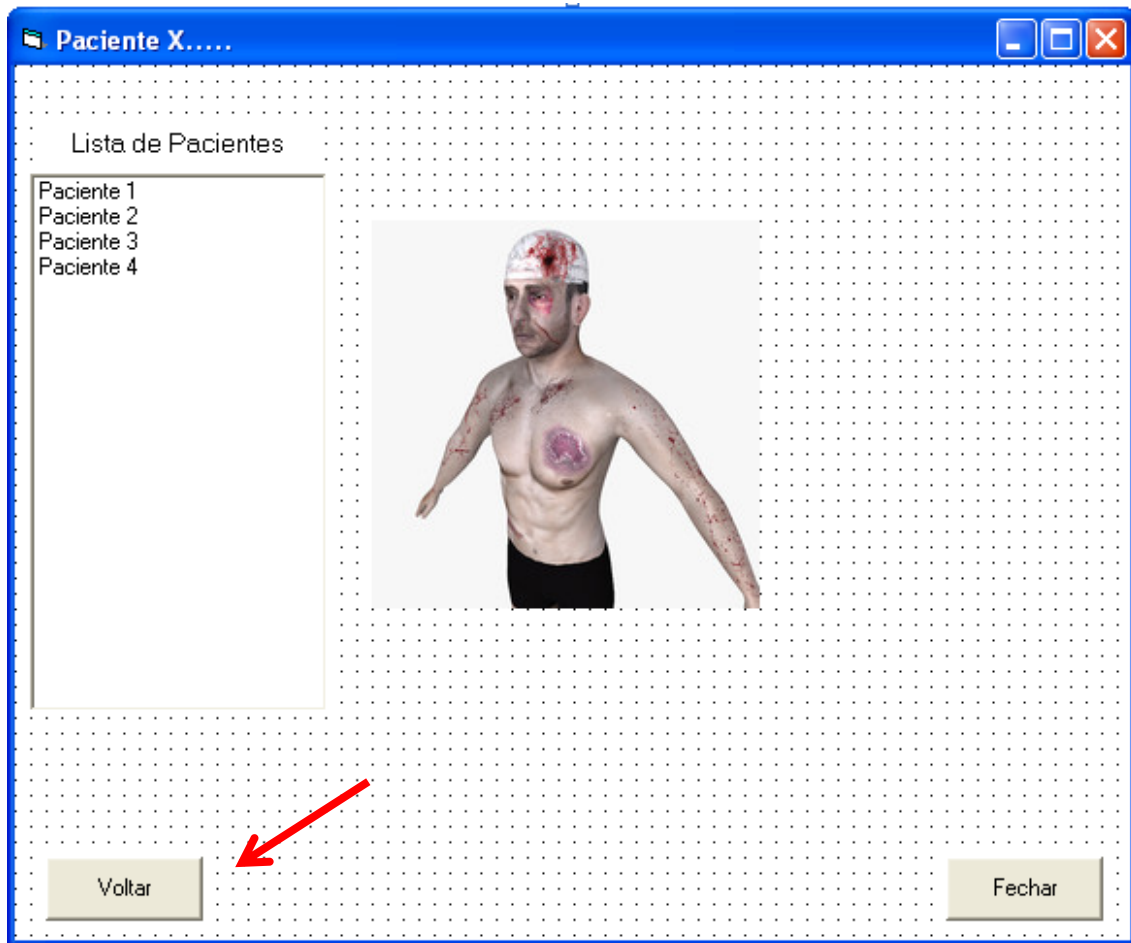 Paciente X.....
Lista de Pacientes
Paciente 1
Paciente 2
Paciente 3
Paciente 4
Voltar
Fechar